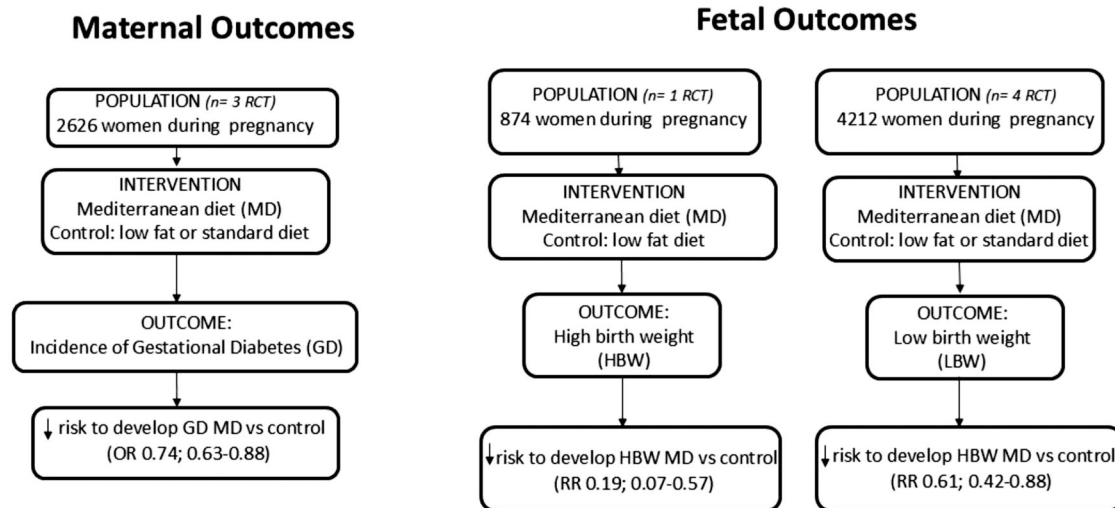 Maternal Outcomes
POPULATION (n= 3 RCT)
2626 women during pregnancy
INTERVENTION
Mediterranean diet (MD)
Control: low fat or standard diet
OUTCOME:
Incidence of Gestational Diabetes (GD)
↓ risk to develop GD MD vs control
(OR 0.74; 0.63-0.88)
Fetal Outcomes
POPULATION (n= 1 RCT)
874 women during pregnancy
INTERVENTION
Mediterranean diet (MD)
Control: low fat diet
OUTCOME:
High birth weight
(HBW)
↓ risk to develop HBW MD vs control
(RR 0.19; 0.07-0.57)
POPULATION (n= 4 RCT)
4212 women during pregnancy
INTERVENTION
Mediterranean diet (MD)
Control: low fat or standard diet
OUTCOME:
Low birth weight
(LBW)
↓ risk to develop HBW MD vs control
(RR 0.61; 0.42-0.88)